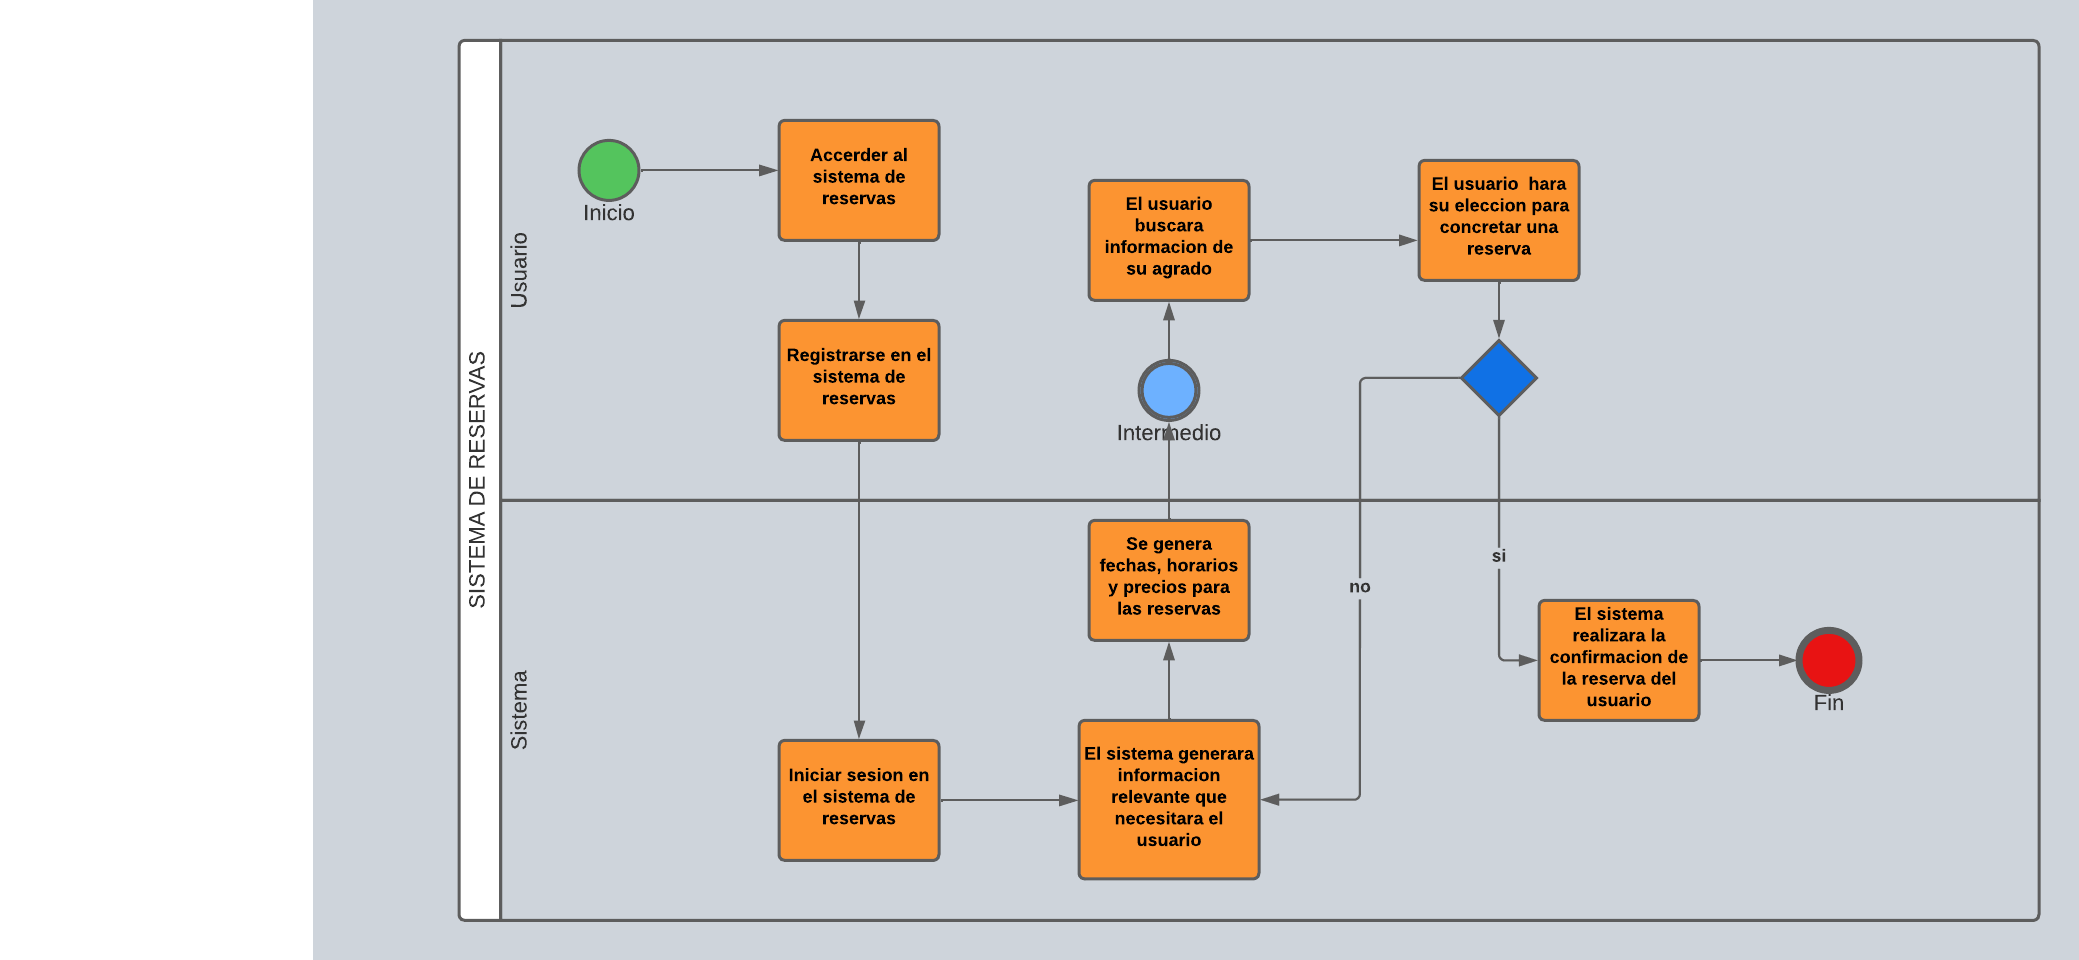 SISTEMA DE RESERVAS
Usuario
Inicio
Accerder al
sistema de
reservas
Registrarse en el
sistema de
reservas
El usuario
buscara
informacion de
su agrado
Intermedio
El usuario  hara
su eleccion para
concretar una
reserva
Sistema
Iniciar sesion en
el sistema de
reservas
Se genera
fechas, horarios
y precios para
las reservas
El sistema generara
informacion
relevante que
necesitara el
usuario
no
si
El sistema
realizara la
confirmacion de
la reserva del
usuario
Fin